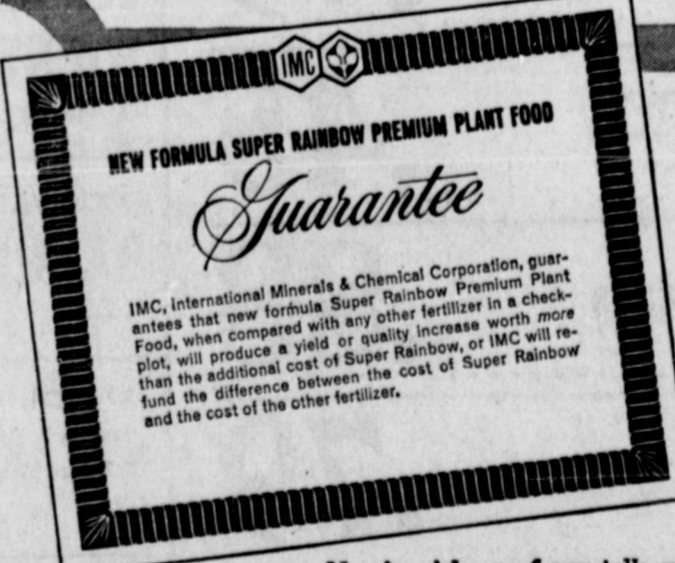 IMC
NEW FORMULA SUPER RAINBOW PREMIUM PLANT FOOD
Guarantee
IMC, International Minerals & Chemical Corporation, guar-
antees that new formula Super Rainbow Premium Plant
Food, when compared with any other fertilizer in a check-
plot, will produce a yield or quality increase worth more
than the additional cost of Super Rainbow, or IMC will re-
fund the difference between the cost of Super Rainbow
and the cost of the other fertilizer.